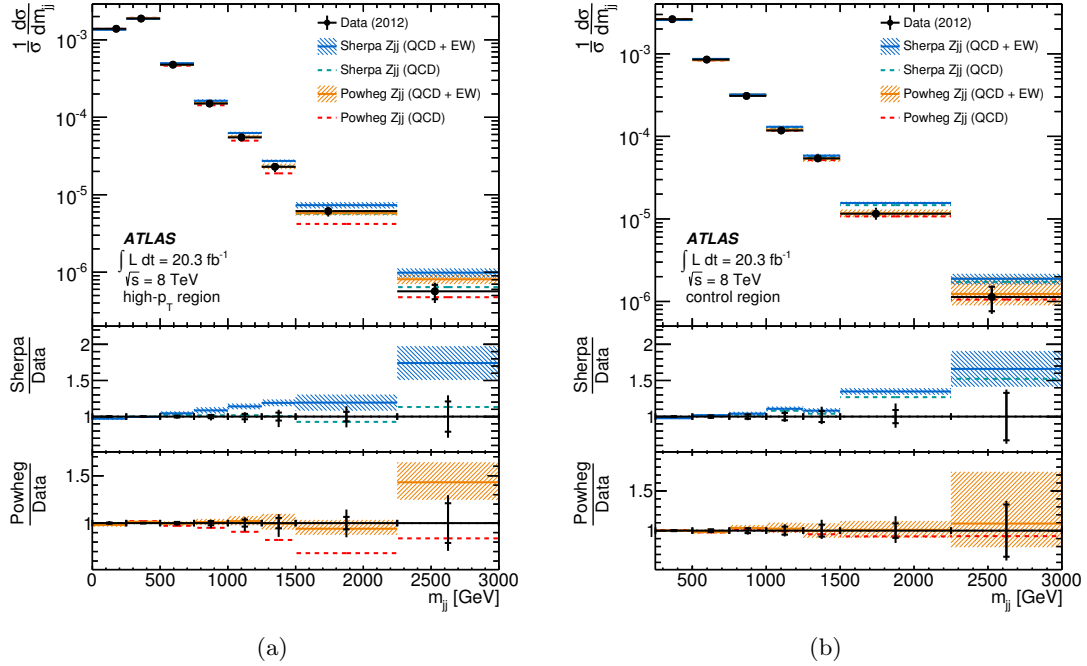 1/σ dσ/dm_jj
10⁻³
10⁻⁴
10⁻⁵
10⁻⁶
Data (2012)
Sherpa Zjj (QCD + EW)
Sherpa Zjj (QCD)
Powheg Zjj (QCD + EW)
Powheg Zjj (QCD)
ATLAS
∫ L dt = 20.3 fb⁻¹
√s = 8 TeV
high-p_T region
Sherpa/Data
2
1.5
1
Powheg/Data
1.5
1
0 500 1000 1500 2000 2500 3000
m_jj [GeV]
(a)
1/σ dσ/dm_jj
10⁻³
10⁻⁴
10⁻⁵
10⁻⁶
Data (2012)
Sherpa Zjj (QCD + EW)
Sherpa Zjj (QCD)
Powheg Zjj (QCD + EW)
Powheg Zjj (QCD)
ATLAS
∫ L dt = 20.3 fb⁻¹
√s = 8 TeV
control region
Sherpa/Data
2
1.5
1
Powheg/Data
1.5
1
500 1000 1500 2000 2500 3000
m_jj [GeV]
(b)